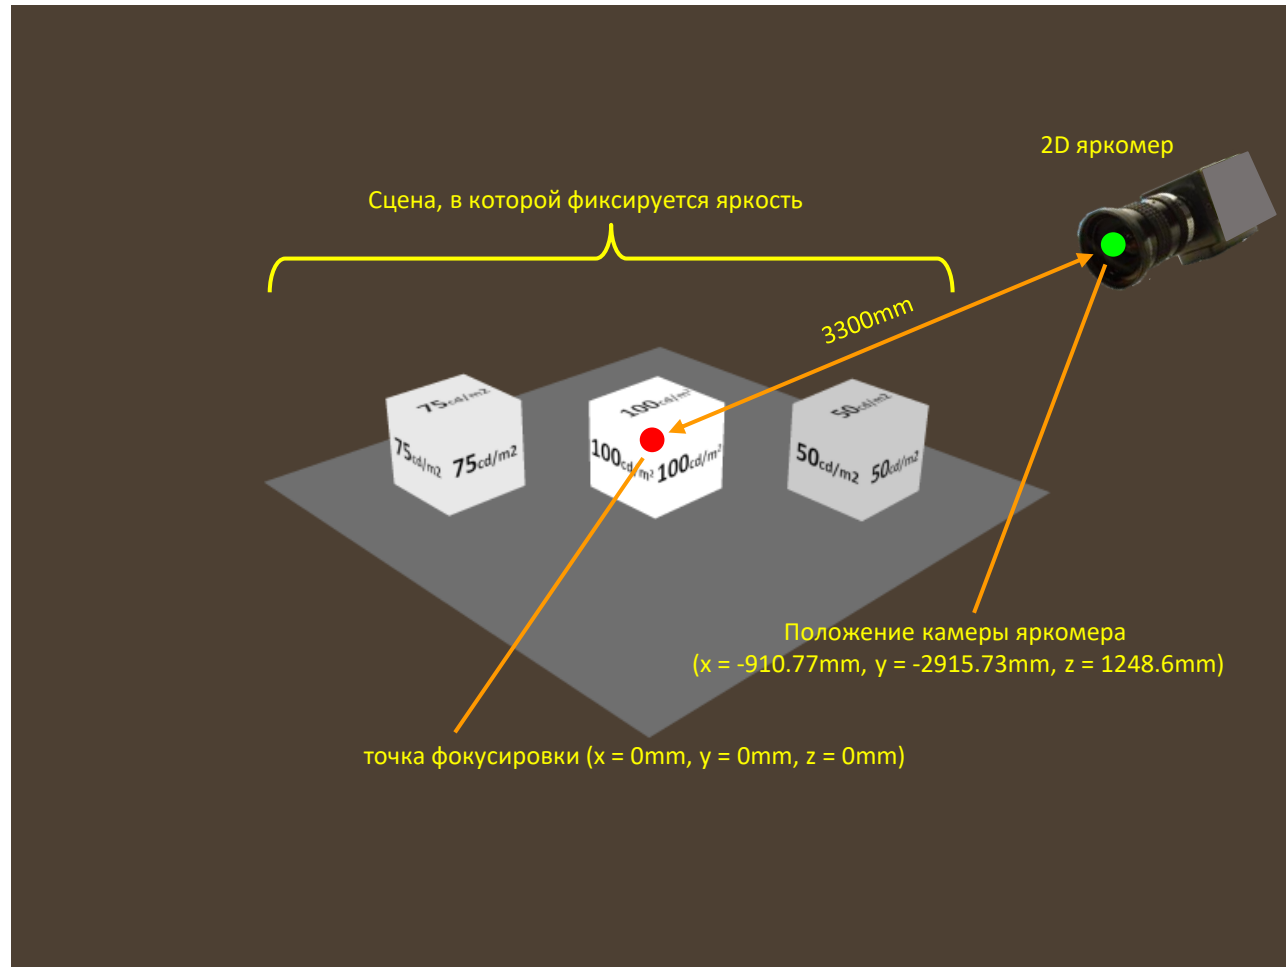 2D яркомер
Сцена, в которой фиксируется яркость
3300mm
75cd/m2
75cd/m2
75cd/m2
100cd/m²
100cd/m²
100cd/m²
50cd/m2
50cd/m2
50cd/m2
Положение камеры яркомера
(x = -910.77mm, y = -2915.73mm, z = 1248.6mm)
точка фокусировки (x = 0mm, y = 0mm, z = 0mm)